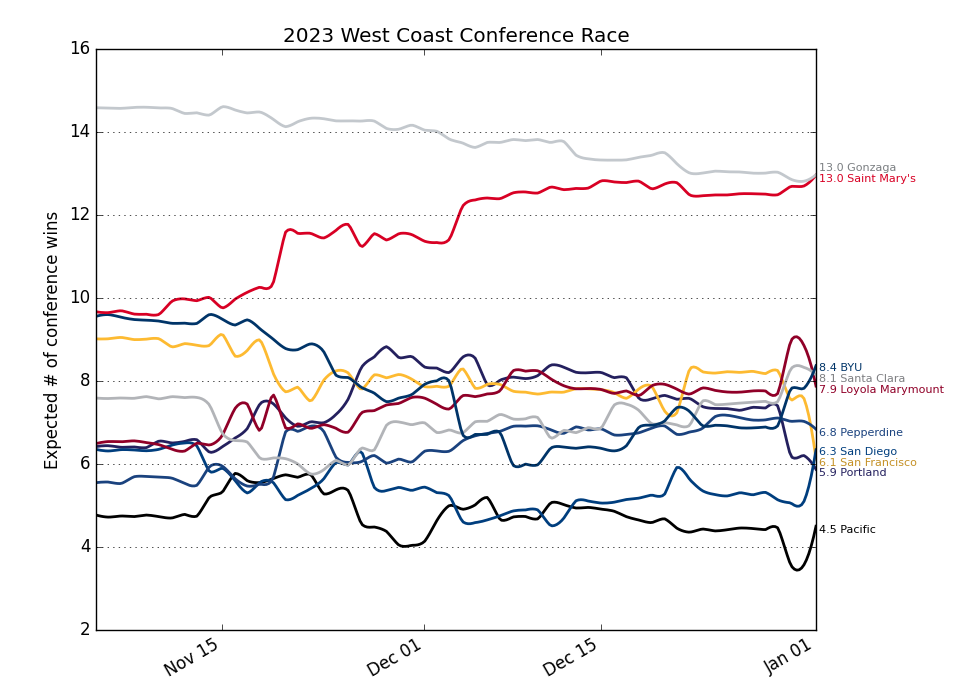 2023 West Coast Conference Race
Expected # of conference wins
16
14
12
10
8
6
4
2
Nov 15
Dec 01
Dec 15
Jan 01
13.0 Gonzaga
13.0 Saint Mary's
8.4 BYU
8.1 Santa Clara
7.9 Loyola Marymount
6.8 Pepperdine
6.3 San Diego
6.1 San Francisco
5.9 Portland
4.5 Pacific